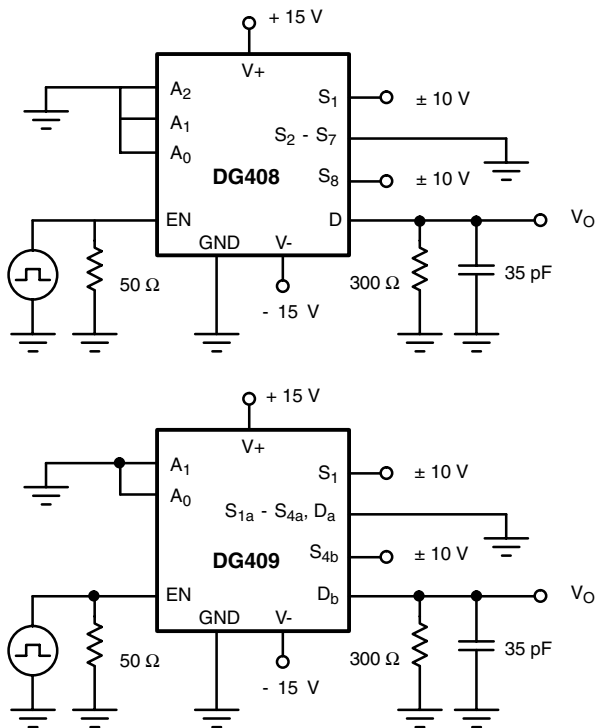 + 15 V
V+
A2
S1 ± 10 V
A1
S2 - S7
A0
DG408
S8 ± 10 V
EN
D
VO
GND V-
50 Ω
300 Ω
35 pF
- 15 V
+ 15 V
V+
A1
S1 ± 10 V
A0
S1a - S4a, Da
DG409
S4b ± 10 V
EN
Db
VO
GND V-
50 Ω
300 Ω
35 pF
- 15 V